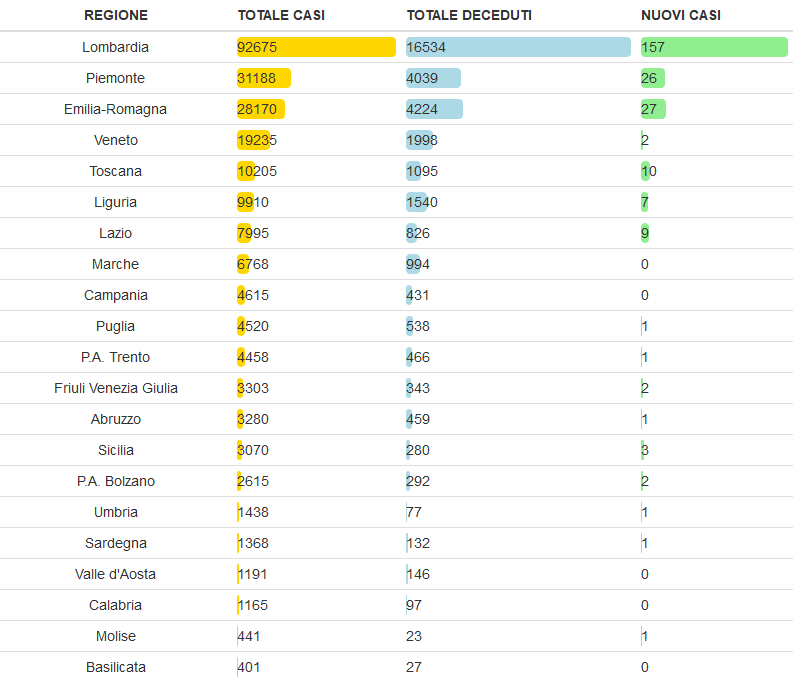 REGIONE TOTALE CASI TOTALE DECEDUTI NUOVI CASI
Lombardia 92675 16534 157
Piemonte 31188 4039 26
Emilia-Romagna 28170 4224 27
Veneto 19235 1998 2
Toscana 10205 1095 10
Liguria 9910 1540 7
Lazio 7995 826 9
Marche 6768 994 0
Campania 4615 431 0
Puglia 4520 538 1
P.A. Trento 4458 466 1
Friuli Venezia Giulia 3303 343 2
Abruzzo 3280 459 1
Sicilia 3070 280 3
P.A. Bolzano 2615 292 2
Umbria 1438 77 1
Sardegna 1368 132 1
Valle d'Aosta 1191 146 0
Calabria 1165 97 0
Molise 441 23 1
Basilicata 401 27 0